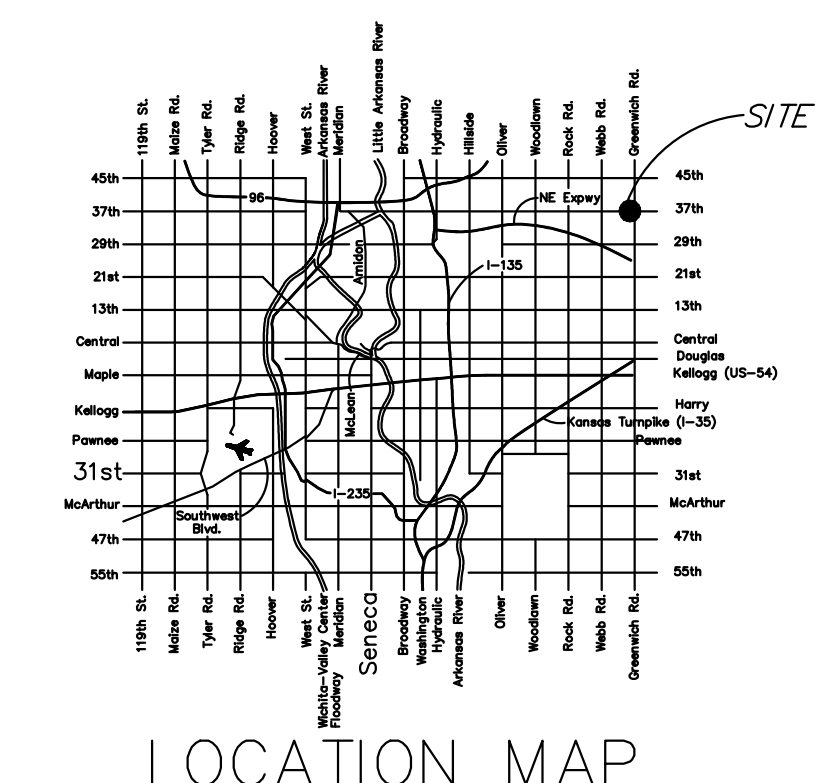 119th St.
Maize Rd.
Tyler Rd.
Ridge Rd.
Hoover
West St.
Arkansas River
Meridian
Little Arkansas River
Broadway
Hydraulic
Hillside
Oliver
Woodlawn
Rock Rd.
Webb Rd.
Greenwich Rd.
SITE
45th
37th
29th
21st
13th
Central
Maple
Kellogg
Pawnee
31st
McArthur
47th
55th
96
NE Expwy
Amidon
I-135
McLean
Kansas Turnpike (I-35)
Southwest
Blvd.
I-235
45th
37th
29th
21st
13th
Central
Douglas
Kellogg (US-54)
Harry
Pawnee
31st
McArthur
47th
55th
119th St.
Maize Rd.
Tyler Rd.
Ridge Rd.
Hoover
West St.
Wichita-Valley Center
Floodway
Meridian
Seneca
Broadway
Washington
Hydraulic
Arkansas River
Oliver
Woodlawn
Rock Rd.
Webb Rd.
Greenwich Rd.
LOCATION MAP